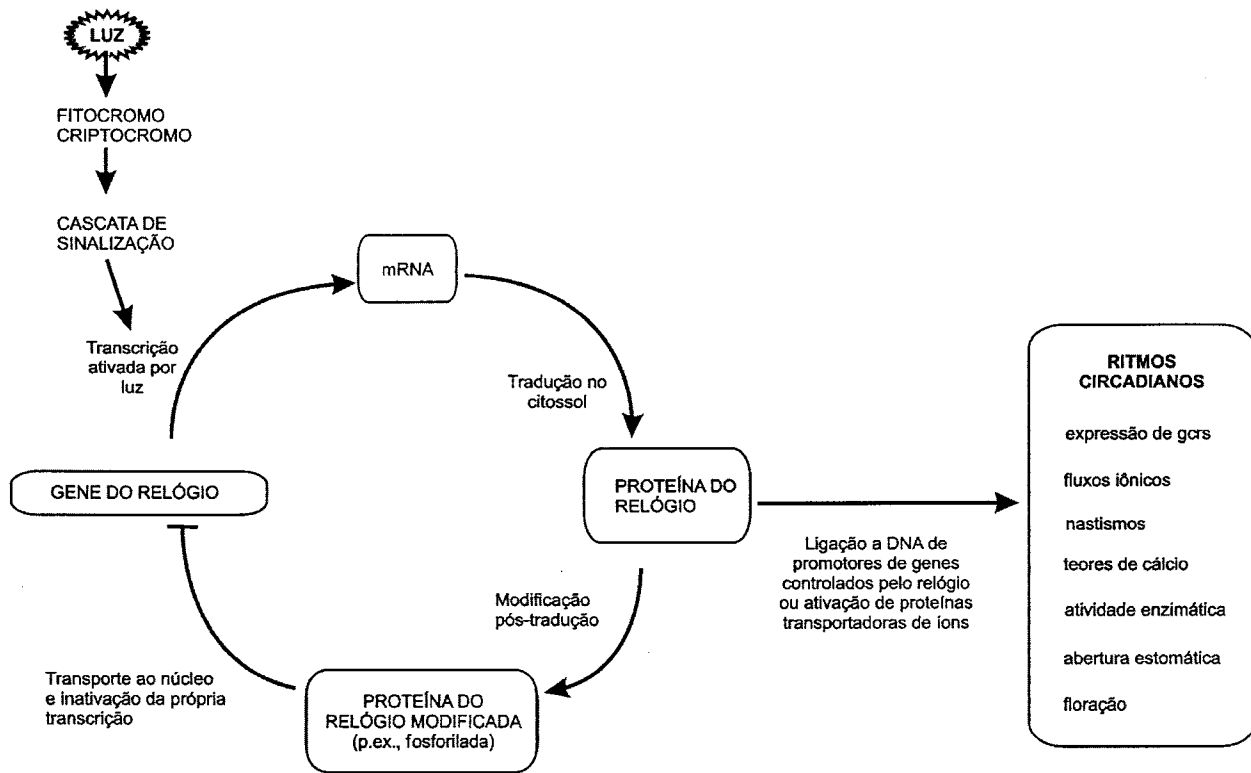 LUZ
FITOCROMO
CRIPTOCROMO
CASCATA DE
SINALIZAÇÃO
Transcrição
ativada por
luz
mRNA
Tradução no
citossol
GENE DO RELÓGIO
PROTEÍNA DO
RELÓGIO
Ligação a DNA de
promotores de genes
controlados pelo relógio
ou ativação de proteínas
transportadoras de íons
Modificação
pós-tradução
Transporte ao núcleo
e inativação da própria
transcrição
PROTEÍNA DO
RELÓGIO MODIFICADA
(p.ex., fosforilada)
RITMOS
CIRCADIANOS
expressão de gcrs
fluxos iônicos
nastismos
teores de cálcio
atividade enzimática
abertura estomática
floração